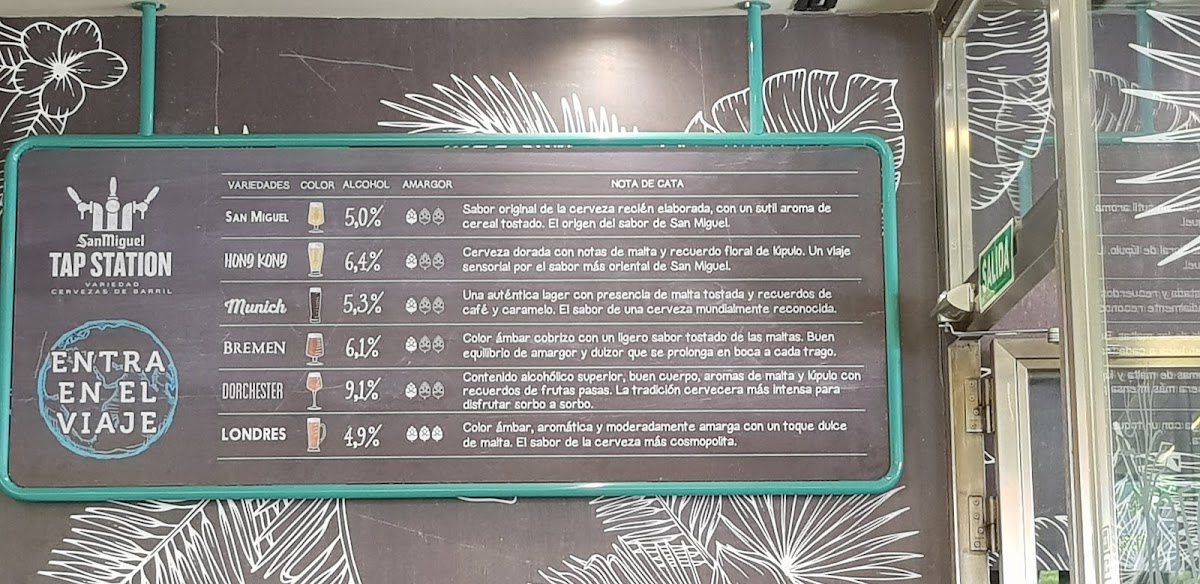 SanMiguel
TAP STATION
VARIEDAD
CERVEZAS DE BARRIL
ENTRA
EN EL
VIAJE
VARIEDADES COLOR ALCOHOL AMARGOR NOTA DE CATA
SAN MIGUEL 5,0% Sabor original de la cerveza recién elaborada, con un sutil aroma de
cereal tostado. El origen del sabor de San Miguel.
HONG KONG 6,4% Cerveza dorada con notas de malta y recuerdo floral de lúpulo. Un viaje
sensorial por el sabor más oriental de San Miguel.
Munich 5,3% Una auténtica lager con presencia de malta tostada y recuerdos de
café y caramelo. El sabor de una cerveza mundialmente reconocida.
BREMEN 6,1% Color ámbar cobrizo con un ligero sabor tostado de las maltas. Buen
equilibrio de amargor y dulzor que se prolonga en boca a cada trago.
DORCHESTER 9,1% Contenido alcohólico superior, buen cuerpo, aromas de malta y lúpulo con
recuerdos de frutas pasas. La tradición cervecera más intensa para
disfrutar sorbo a sorbo.
LONDRES 4,9% Color ámbar, aromática y moderadamente amarga con un toque dulce
de malta. El sabor de la cerveza más cosmopolita.
SALIDA